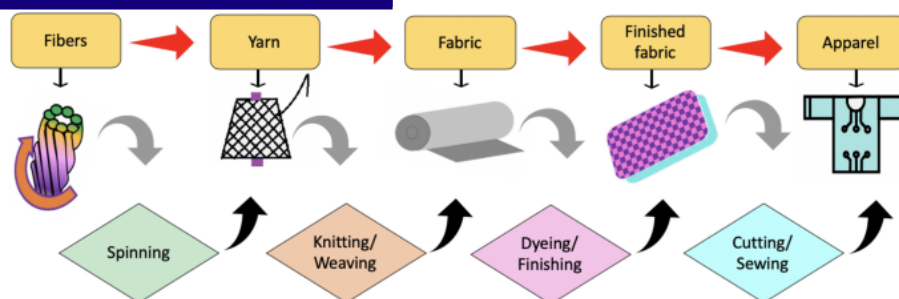 Fibers
Yarn
Fabric
Finished
fabric
Apparel
Spinning
Knitting/
Weaving
Dyeing/
Finishing
Cutting/
Sewing